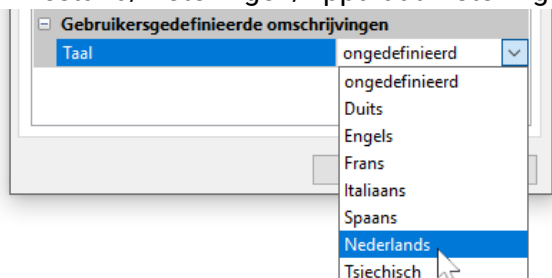 Gebruikersgedefinieerde omschrijvingen
Taal ongedefinieerd
ongedefinieerd
Duits
Engels
Frans
Italiaans
Spaans
Nederlands
Tsjechisch